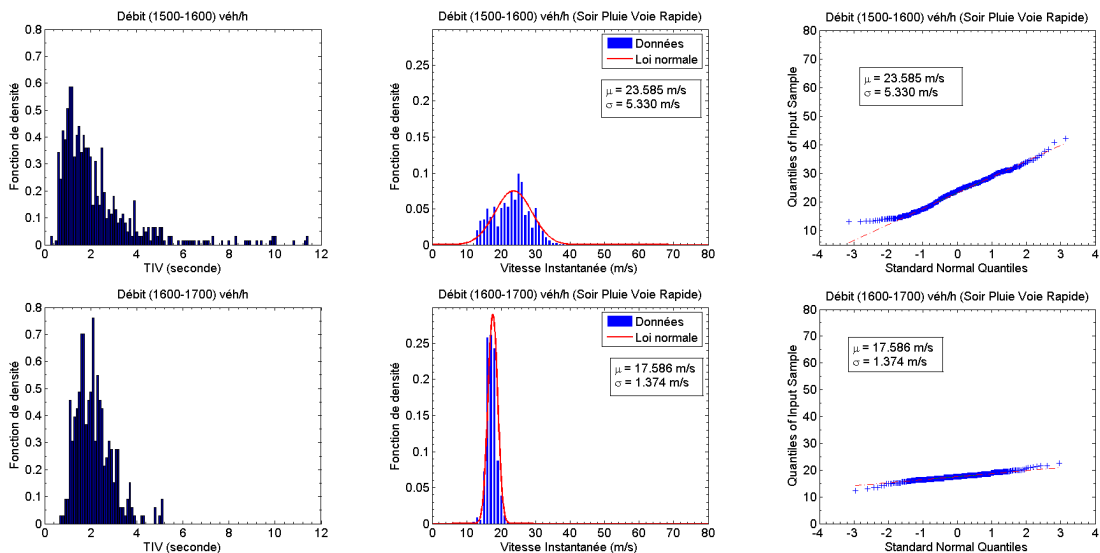 Débit (1500-1600) véh/h
Fonction de densité
0.8
0.7
0.6
0.5
0.4
0.3
0.2
0.1
0
0 2 4 6 8 10 12
TIV (seconde)
Débit (1500-1600) véh/h (Soir Pluie Voie Rapide)
Fonction de densité
0.25
0.2
0.15
0.1
0.05
0
0 10 20 30 40 50 60 70 80
Vitesse Instantanée (m/s)
Données
Loi normale
μ = 23.585 m/s
σ = 5.330 m/s
Débit (1500-1600) véh/h (Soir Pluie Voie Rapide)
Quantiles of Input Sample
80
70
60
50
40
30
20
10
-4 -3 -2 -1 0 1 2 3 4
Standard Normal Quantiles
μ = 23.585 m/s
σ = 5.330 m/s
Débit (1600-1700) véh/h
Fonction de densité
0.8
0.7
0.6
0.5
0.4
0.3
0.2
0.1
0
0 2 4 6 8 10 12
TIV (seconde)
Débit (1600-1700) véh/h (Soir Pluie Voie Rapide)
Fonction de densité
0.25
0.2
0.15
0.1
0.05
0
0 10 20 30 40 50 60 70 80
Vitesse Instantanée (m/s)
Données
Loi normale
μ = 17.586 m/s
σ = 1.374 m/s
Débit (1600-1700) véh/h (Soir Pluie Voie Rapide)
Quantiles of Input Sample
80
70
60
50
40
30
20
10
-4 -3 -2 -1 0 1 2 3 4
Standard Normal Quantiles
μ = 17.586 m/s
σ = 1.374 m/s